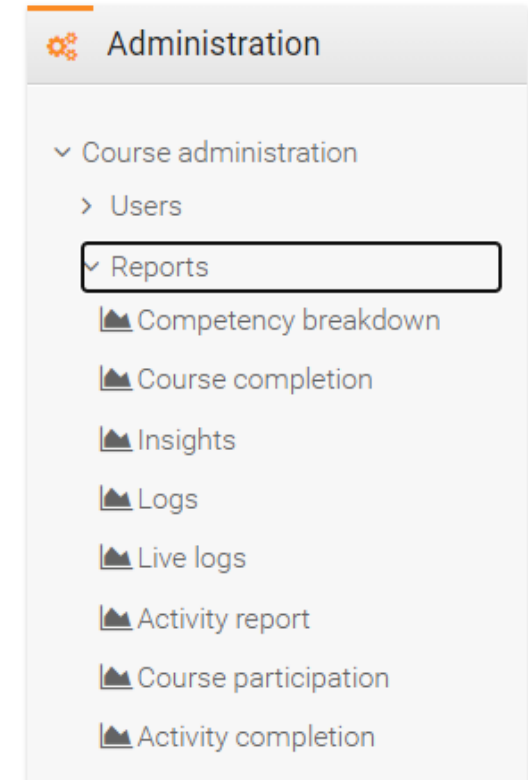 Administration
Course administration
Users
Reports
Competency breakdown
Course completion
Insights
Logs
Live logs
Activity report
Course participation
Activity completion